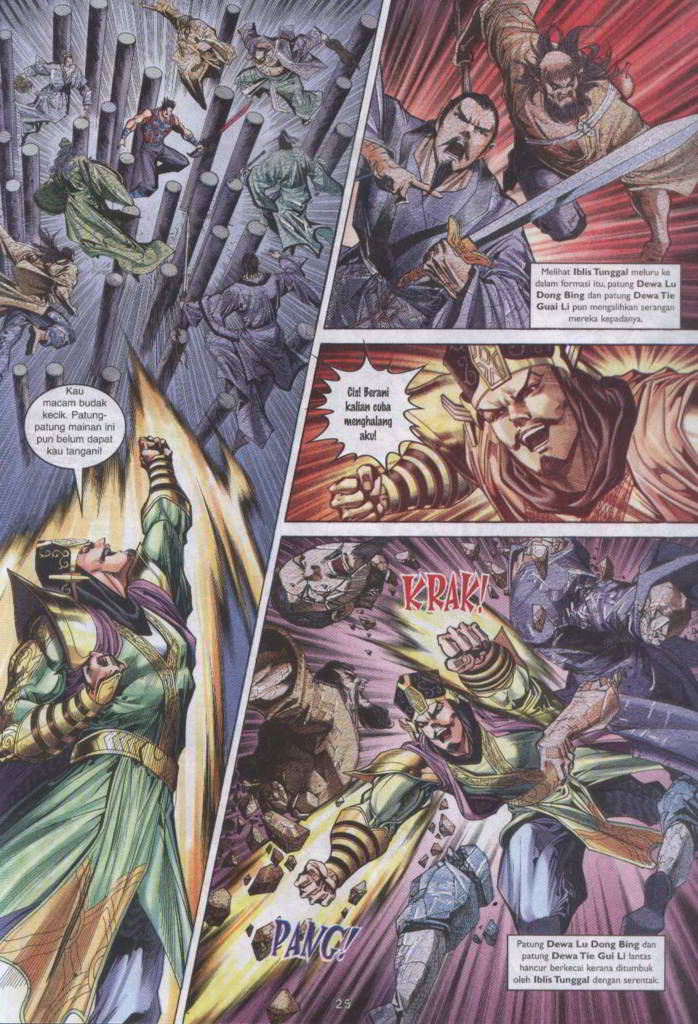 Kau
macam budak
kecik. Patung-
patung mainan ini
pun belum dapat
kau tangani!
Melihat Iblis Tunggal meluru ke
dalam formasi itu, patung Dewa Lu
Dong Bing dan patung Dewa Tie
Guai Li pun mengalihkan serangan
mereka kepadanya.
Cis! Berani
kalian cuba
menghalang
aku!
KRAK!
PANG!
Patung Dewa Lu Dong Bing dan
patung Dewa Tie Gui Li lantas
hancur berkecai kerana ditumbuk
oleh Iblis Tunggal dengan serentak.
25